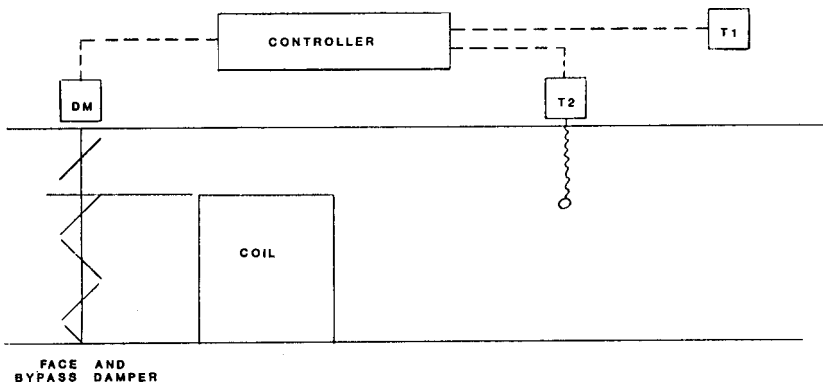 CONTROLLER
T1
DM
T2
COIL
FACE AND
BYPASS DAMPER